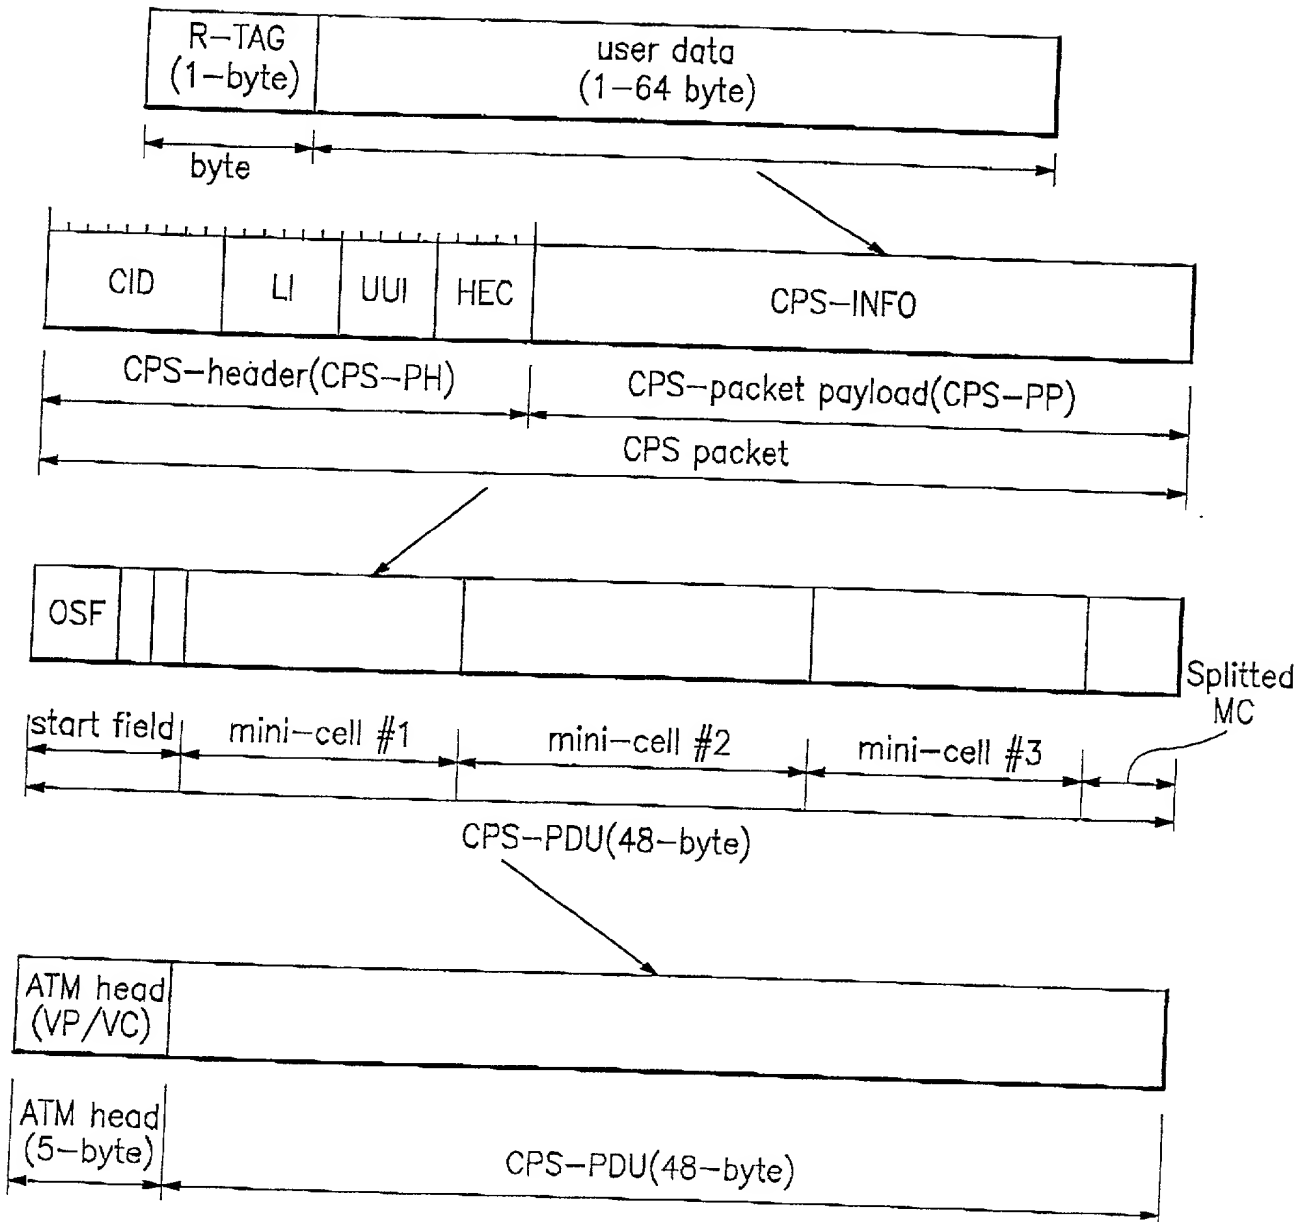 R-TAG
(1-byte)
user data
(1-64 byte)
byte
CID
LI
UUI
HEC
CPS-INFO
CPS-header(CPS-PH)
CPS-packet payload(CPS-PP)
CPS packet
OSF
Splitted
MC
start field
mini-cell #1
mini-cell #2
mini-cell #3
CPS-PDU(48-byte)
ATM head
(VP/VC)
ATM head
(5-byte)
CPS-PDU(48-byte)